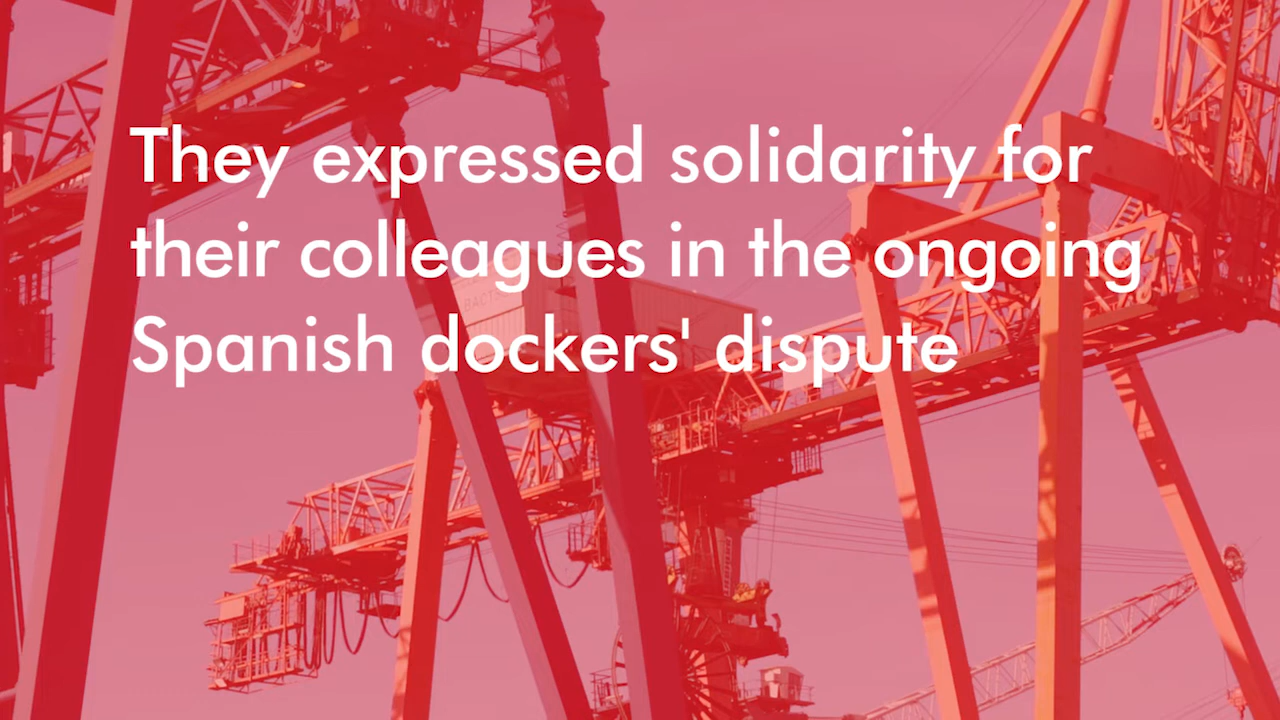 They expressed solidarity for
their colleagues in the ongoing
Spanish dockers' dispute